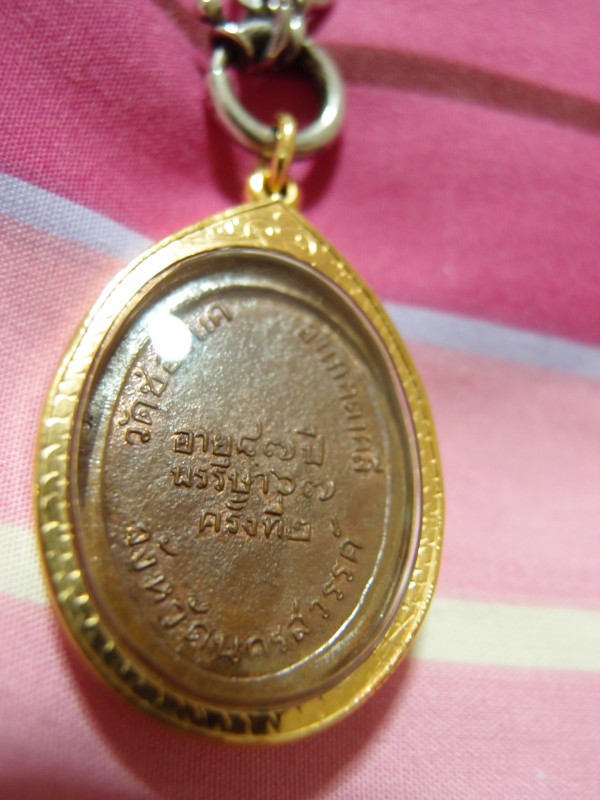 วัดช่องแค
อำเภอตาคลี
อายุ๘๗ปี
พรรษา๖๗
ครั้งที่๒
จังหวัดนครสวรรค์